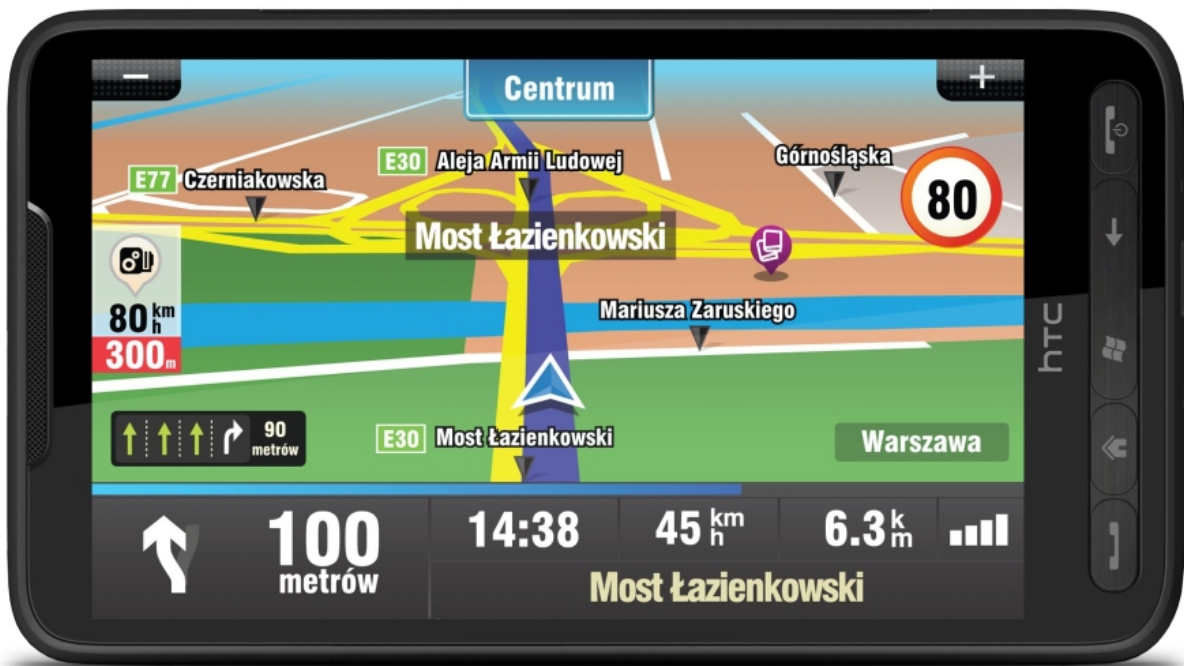 −
Centrum
+
E30 Aleja Armii Ludowej
Górnośląska
E77 Czerniakowska
80
Most Łazienkowski
80 km/h
300 m
Mariusza Zaruskiego
90
metrów
E30 Most Łazienkowski
Warszawa
100
metrów
14:38
45 km/h
6.3 km
Most Łazienkowski
hTC